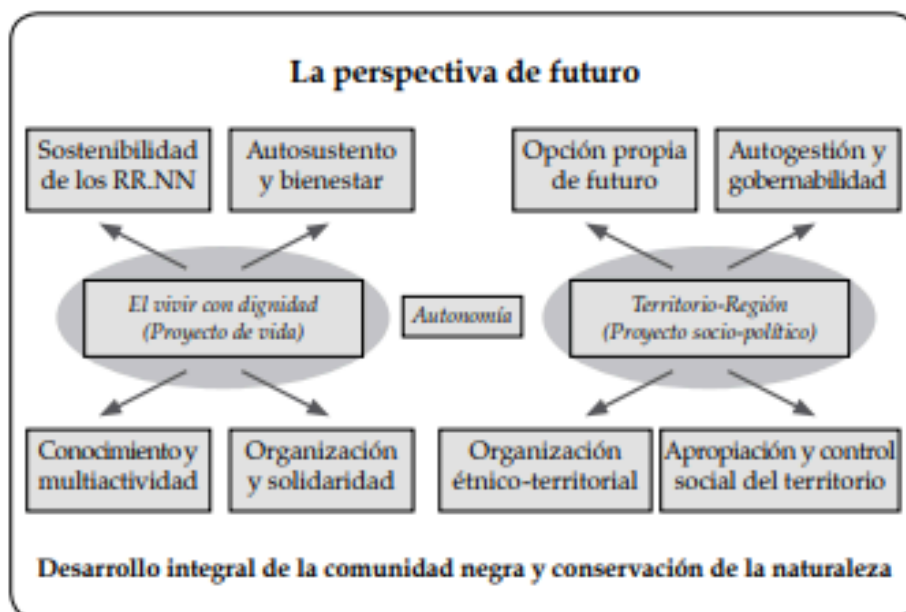 La perspectiva de futuro
Sostenibilidad
de los RR.NN
Autosustento
y bienestar
Opción propia
de futuro
Autogestión y
gobernabilidad
El vivir con dignidad
(Proyecto de vida)
Autonomía
Territorio-Región
(Proyecto socio-político)
Conocimiento y
multiactividad
Organización
y solidaridad
Organización
étnico-territorial
Apropiación y control
social del territorio
Desarrollo integral de la comunidad negra y conservación de la naturaleza